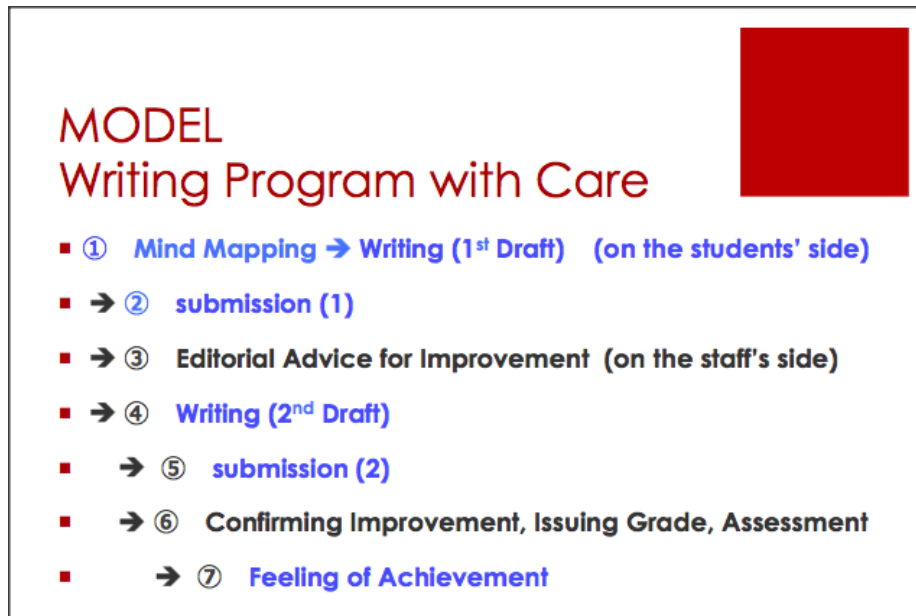 MODEL
Writing Program with Care
▪ ① Mind Mapping ➔ Writing (1st Draft) (on the students’ side)
▪ ➔ ② submission (1)
▪ ➔ ③ Editorial Advice for Improvement (on the staff’s side)
▪ ➔ ④ Writing (2nd Draft)
▪ ➔ ⑤ submission (2)
▪ ➔ ⑥ Confirming Improvement, Issuing Grade, Assessment
▪ ➔ ⑦ Feeling of Achievement